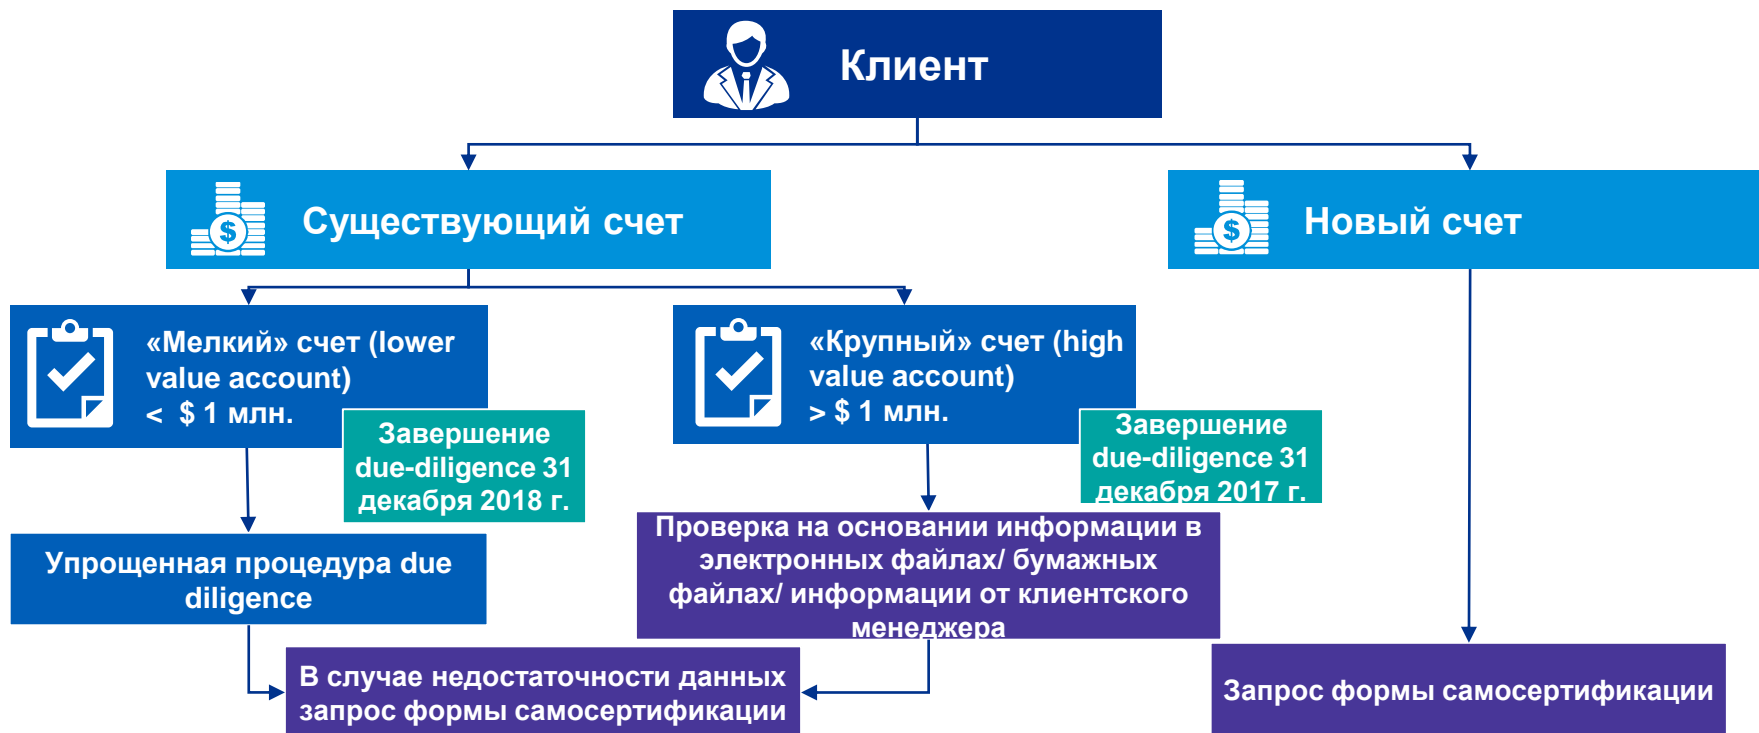 Клиент
Существующий счет
Новый счет
«Мелкий» счет (lower
value account)
< $ 1 млн.
«Крупный» счет (high
value account)
> $ 1 млн.
Завершение
due-diligence 31
декабря 2018 г.
Завершение
due-diligence 31
декабря 2017 г.
Упрощенная процедура due
diligence
Проверка на основании информации в
электронных файлах/ бумажных
файлах/ информации от клиентского
менеджера
В случае недостаточности данных
запрос формы самосертификации
Запрос формы самосертификации